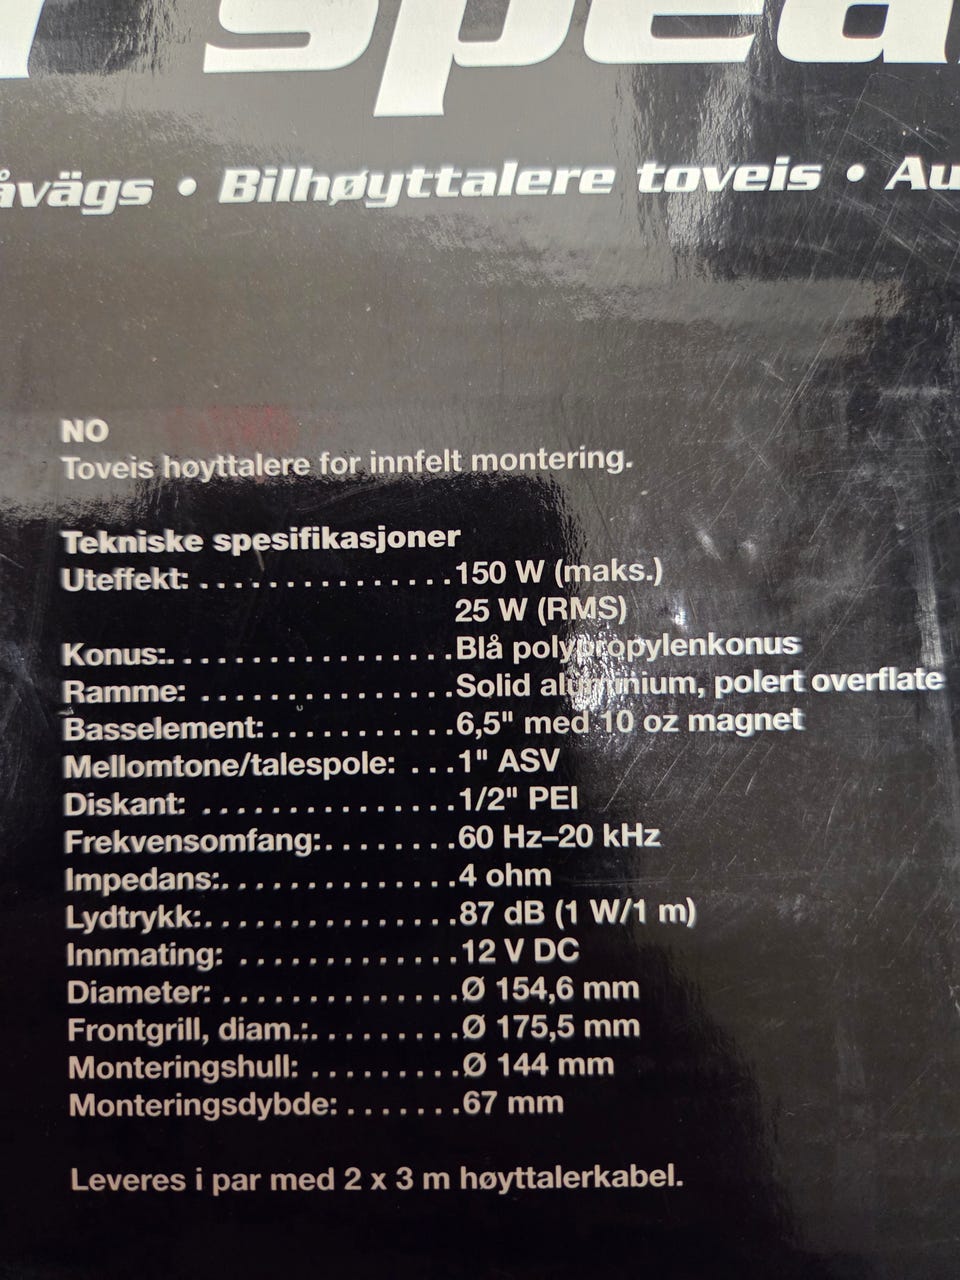 spea
åvägs • Bilhøyttalere toveis • Au
NO
Toveis høyttalere for innfelt montering.
Tekniske spesifikasjoner
Uteffekt: . . . . . . . . . . . . . . . 150 W (maks.)
25 W (RMS)
Konus:. . . . . . . . . . . . . . . . . Blå polypropylenkonus
Ramme: . . . . . . . . . . . . . . . Solid aluminium, polert overflate
Basselement: . . . . . . . . . . . 6,5" med 10 oz magnet
Mellomtone/talespole: . . . 1" ASV
Diskant: . . . . . . . . . . . . . . . 1/2" PEI
Frekvensomfang: . . . . . . . . 60 Hz–20 kHz
Impedans:. . . . . . . . . . . . . . 4 ohm
Lydtrykk:. . . . . . . . . . . . . . . 87 dB (1 W/1 m)
Innmating: . . . . . . . . . . . . . 12 V DC
Diameter: . . . . . . . . . . . . . . Ø 154,6 mm
Frontgrill, diam.:. . . . . . . . . Ø 175,5 mm
Monteringshull: . . . . . . . . . Ø 144 mm
Monteringsdybde: . . . . . . . 67 mm
Leveres i par med 2 x 3 m høyttalerkabel.